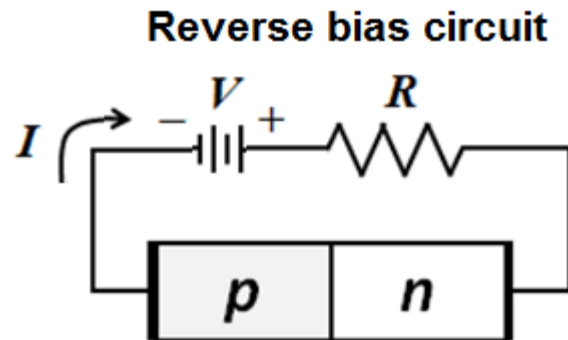 Reverse bias circuit
− V + R
I
p n